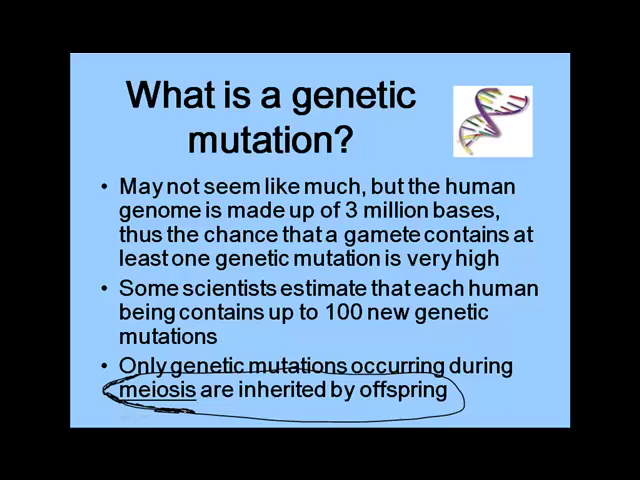 What is a genetic
mutation?
• May not seem like much, but the human
genome is made up of 3 million bases,
thus the chance that a gamete contains at
least one genetic mutation is very high
• Some scientists estimate that each human
being contains up to 100 new genetic
mutations
• Only genetic mutations occurring during
meiosis are inherited by offspring